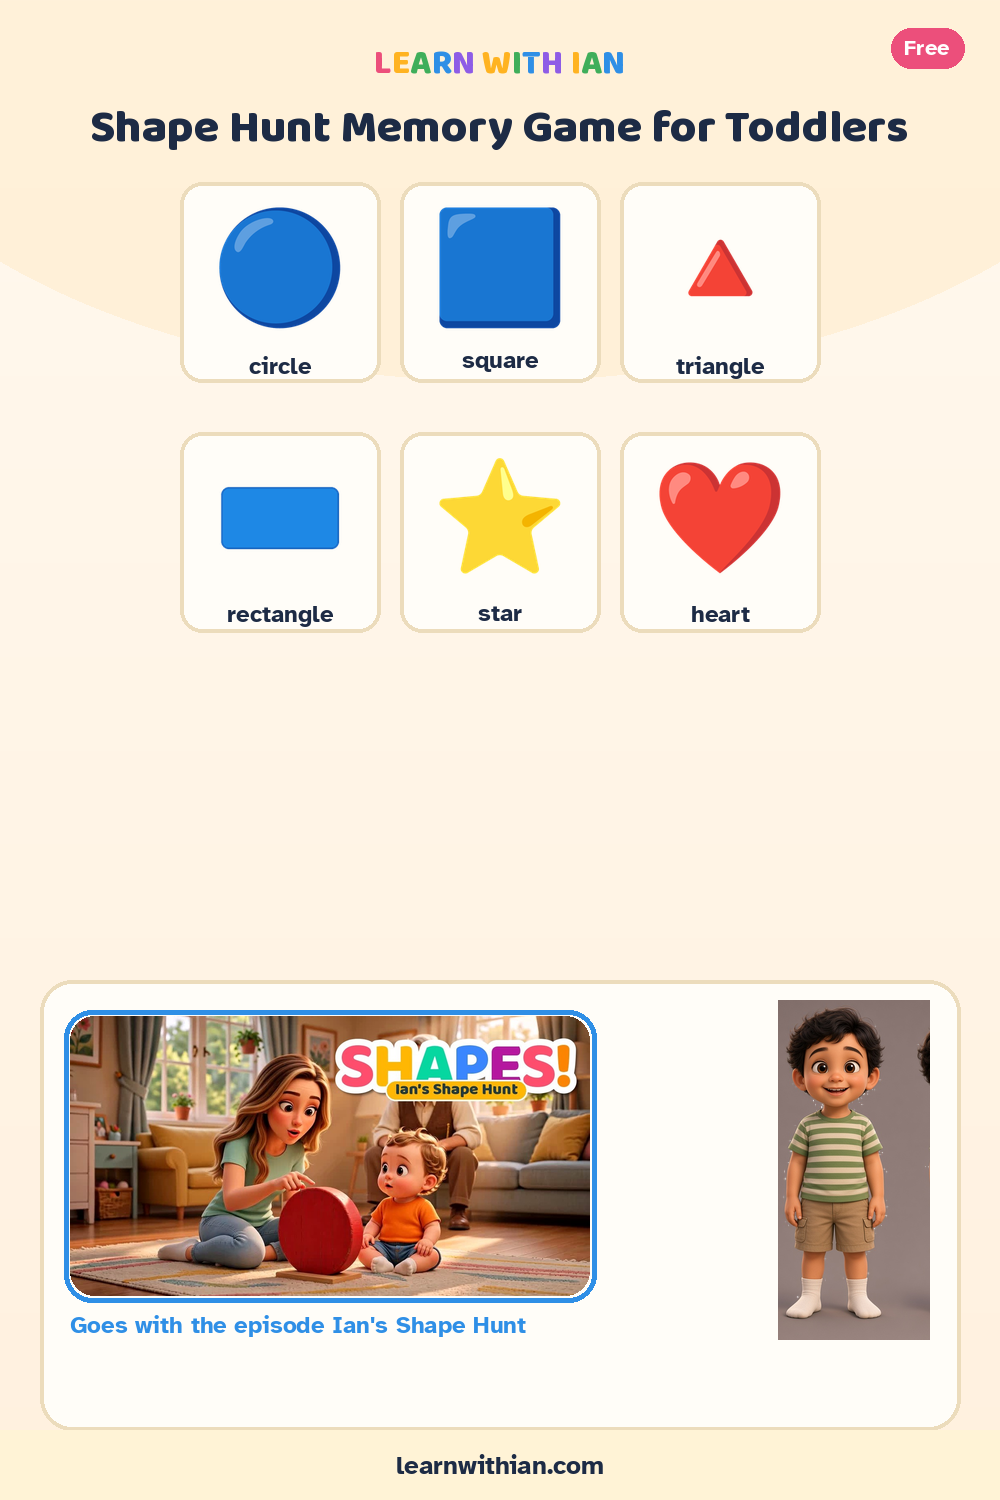 LEARN WITH IAN
Free
Shape Hunt Memory Game for Toddlers
circle
square
triangle
rectangle
star
heart
SHAPES!
Ian's Shape Hunt
Goes with the episode Ian's Shape Hunt
learnwithian.com